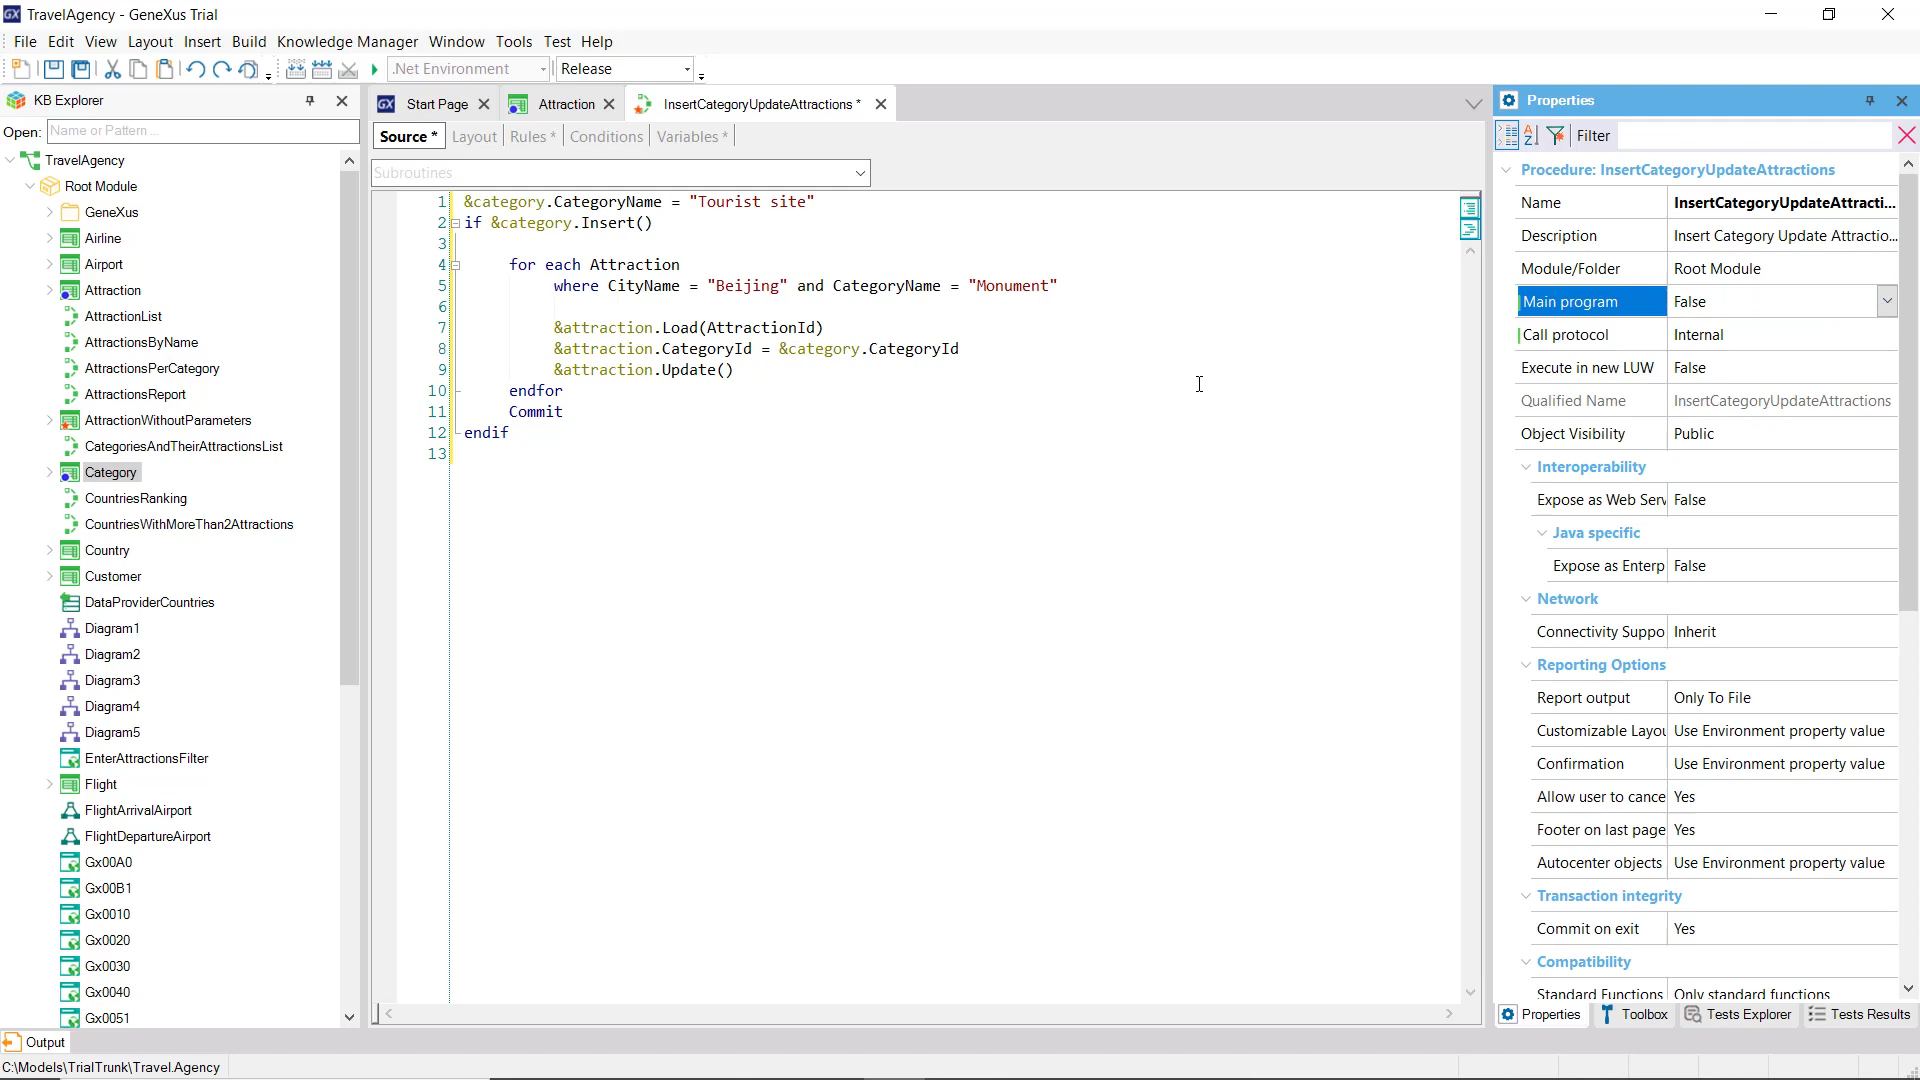 TravelAgency - GeneXus Trial
File Edit View Layout Insert Build Knowledge Manager Window Tools Test Help
.Net Environment Release
KB Explorer
Open: Name or Pattern ...
TravelAgency
Root Module
GeneXus
Airline
Airport
Attraction
AttractionList
AttractionsByName
AttractionsPerCategory
AttractionsReport
AttractionWithoutParameters
CategoriesAndTheirAttractionsList
Category
CountriesRanking
CountriesWithMoreThan2Attractions
Country
Customer
DataProviderCountries
Diagram1
Diagram2
Diagram3
Diagram4
Diagram5
EnterAttractionsFilter
Flight
FlightArrivalAirport
FlightDepartureAirport
Gx00A0
Gx00B1
Gx0010
Gx0020
Gx0030
Gx0040
Gx0051
Start Page Attraction InsertCategoryUpdateAttractions *
Source * Layout Rules * Conditions Variables *
Subroutines
1 &category.CategoryName = "Tourist site"
2 if &category.Insert()
3
4 for each Attraction
5 where CityName = "Beijing" and CategoryName = "Monument"
6
7 &attraction.Load(AttractionId)
8 &attraction.CategoryId = &category.CategoryId
9 &attraction.Update()
10 endfor
11 Commit
12 endif
13
Properties
Filter
Procedure: InsertCategoryUpdateAttractions
Name InsertCategoryUpdateAttracti...
Description Insert Category Update Attractio...
Module/Folder Root Module
Main program False
Call protocol Internal
Execute in new LUW False
Qualified Name InsertCategoryUpdateAttractions
Object Visibility Public
Interoperability
Expose as Web Serv False
Java specific
Expose as Enterp False
Network
Connectivity Suppo Inherit
Reporting Options
Report output Only To File
Customizable Layou Use Environment property value
Confirmation Use Environment property value
Allow user to cance Yes
Footer on last page Yes
Autocenter objects Use Environment property value
Transaction integrity
Commit on exit Yes
Compatibility
Standard Functions Only standard functions
Properties Toolbox Tests Explorer Tests Results
Output
C:\Models\TrialTrunk\Travel.Agency